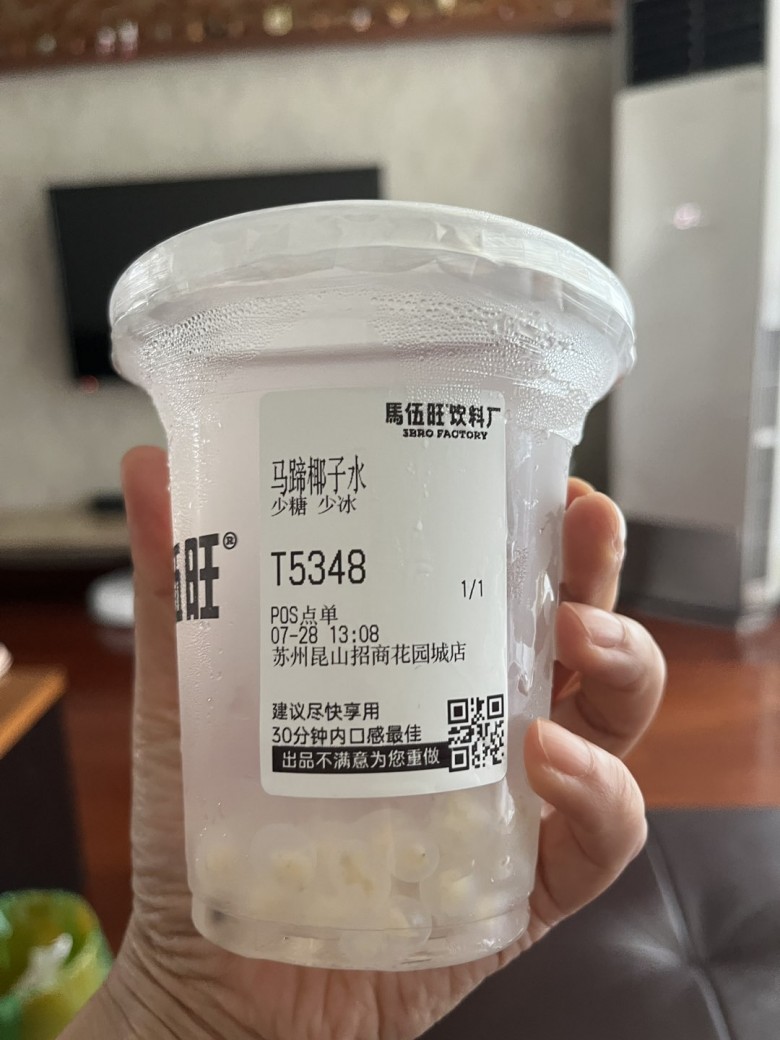 馬伍旺饮料厂
3BRO FACTORY
马蹄椰子水
少糖 少冰
T5348
1/1
POS点单
07-28 13:08
苏州昆山招商花园城店
建议尽快享用
30分钟内口感最佳
出品不满意为您重做
伍旺®